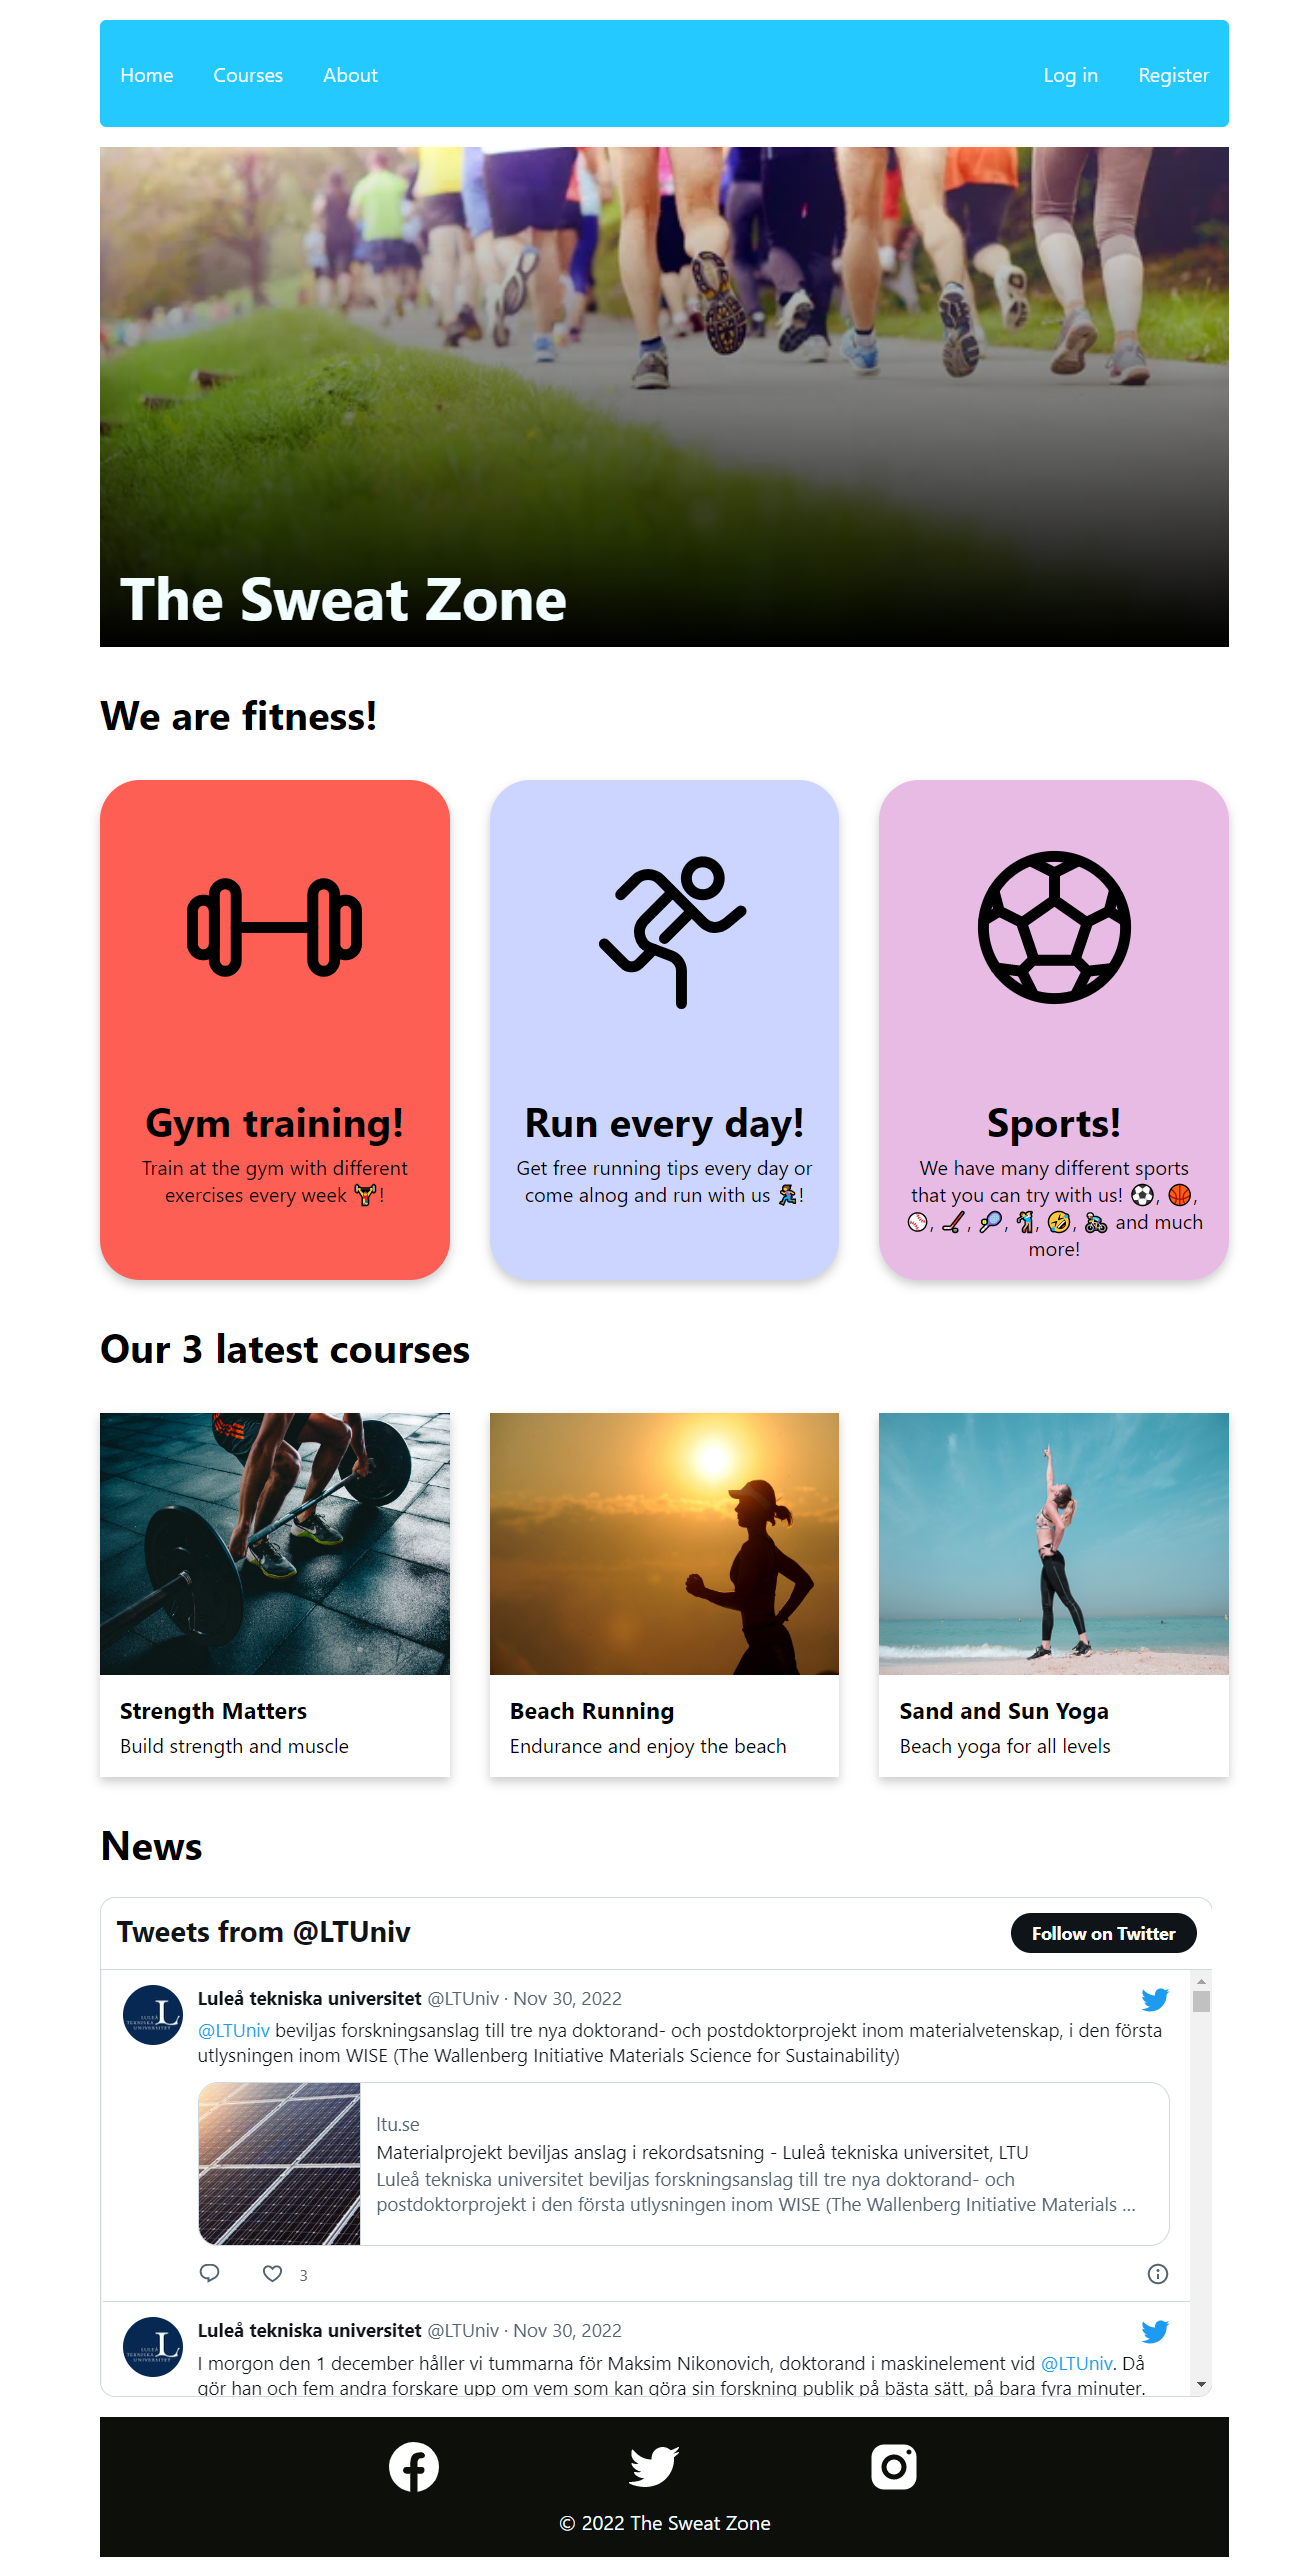 Home Courses About Log in Register
The Sweat Zone
We are fitness!
Gym training!
Train at the gym with different
exercises every week 🏋️!
Run every day!
Get free running tips every day or
come alnog and run with us 🏃!
Sports!
We have many different sports
that you can try with us! ⚽, 🏀,
⚾, 🏒, 🎾, 🏌, 🤣, 🚴 and much
more!
Our 3 latest courses
Strength Matters
Build strength and muscle
Beach Running
Endurance and enjoy the beach
Sand and Sun Yoga
Beach yoga for all levels
News
Tweets from @LTUniv
Follow on Twitter
Luleå tekniska universitet @LTUniv · Nov 30, 2022
@LTUniv beviljas forskningsanslag till tre nya doktorand- och postdoktorprojekt inom materialvetenskap, i den första
utlysningen inom WISE (The Wallenberg Initiative Materials Science for Sustainability)
ltu.se
Materialprojekt beviljas anslag i rekordsatsning - Luleå tekniska universitet, LTU
Luleå tekniska universitet beviljas forskningsanslag till tre nya doktorand- och
postdoktorprojekt i den första utlysningen inom WISE (The Wallenberg Initiative Materials ...
3
Luleå tekniska universitet @LTUniv · Nov 30, 2022
I morgon den 1 december håller vi tummarna för Maksim Nikonovich, doktorand i maskinelement vid @LTUniv. Då
gör han och fem andra forskare upp om vem som kan göra sin forskning publik på bästa sätt, på bara fyra minuter.
© 2022 The Sweat Zone